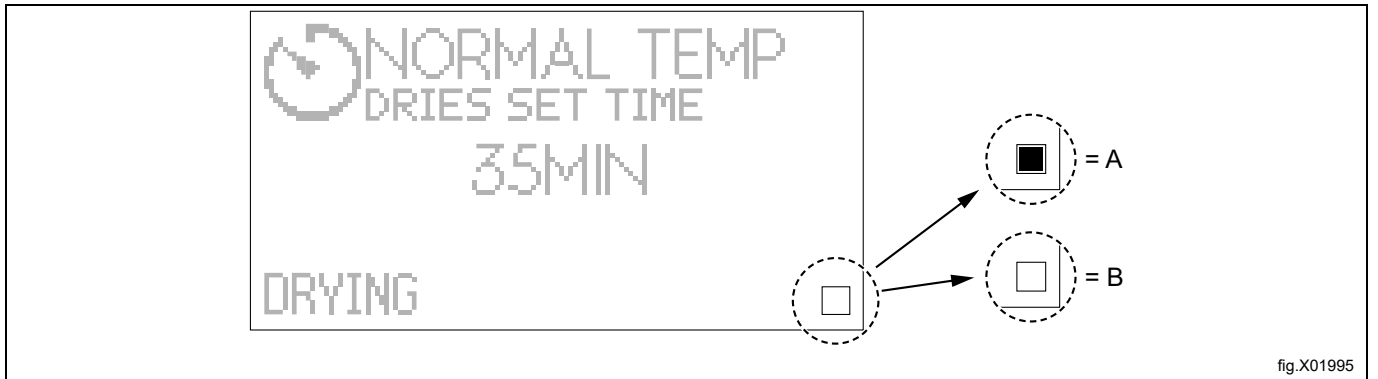 NORMAL TEMP
DRIES SET TIME
35MIN
DRYING
= A
= B
fig.X01995